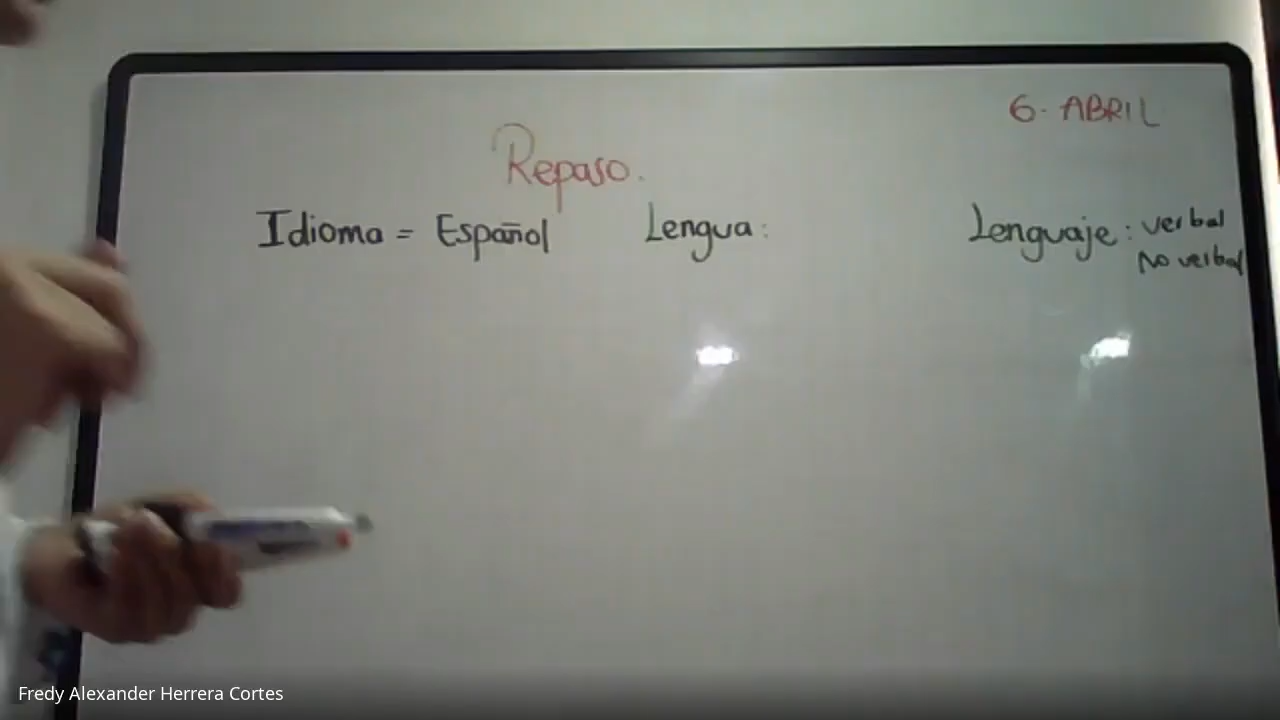 6. ABRIL
Repaso.
Idioma = Español Lengua: Lenguaje: verbal
no verbal
Fredy Alexander Herrera Cortes